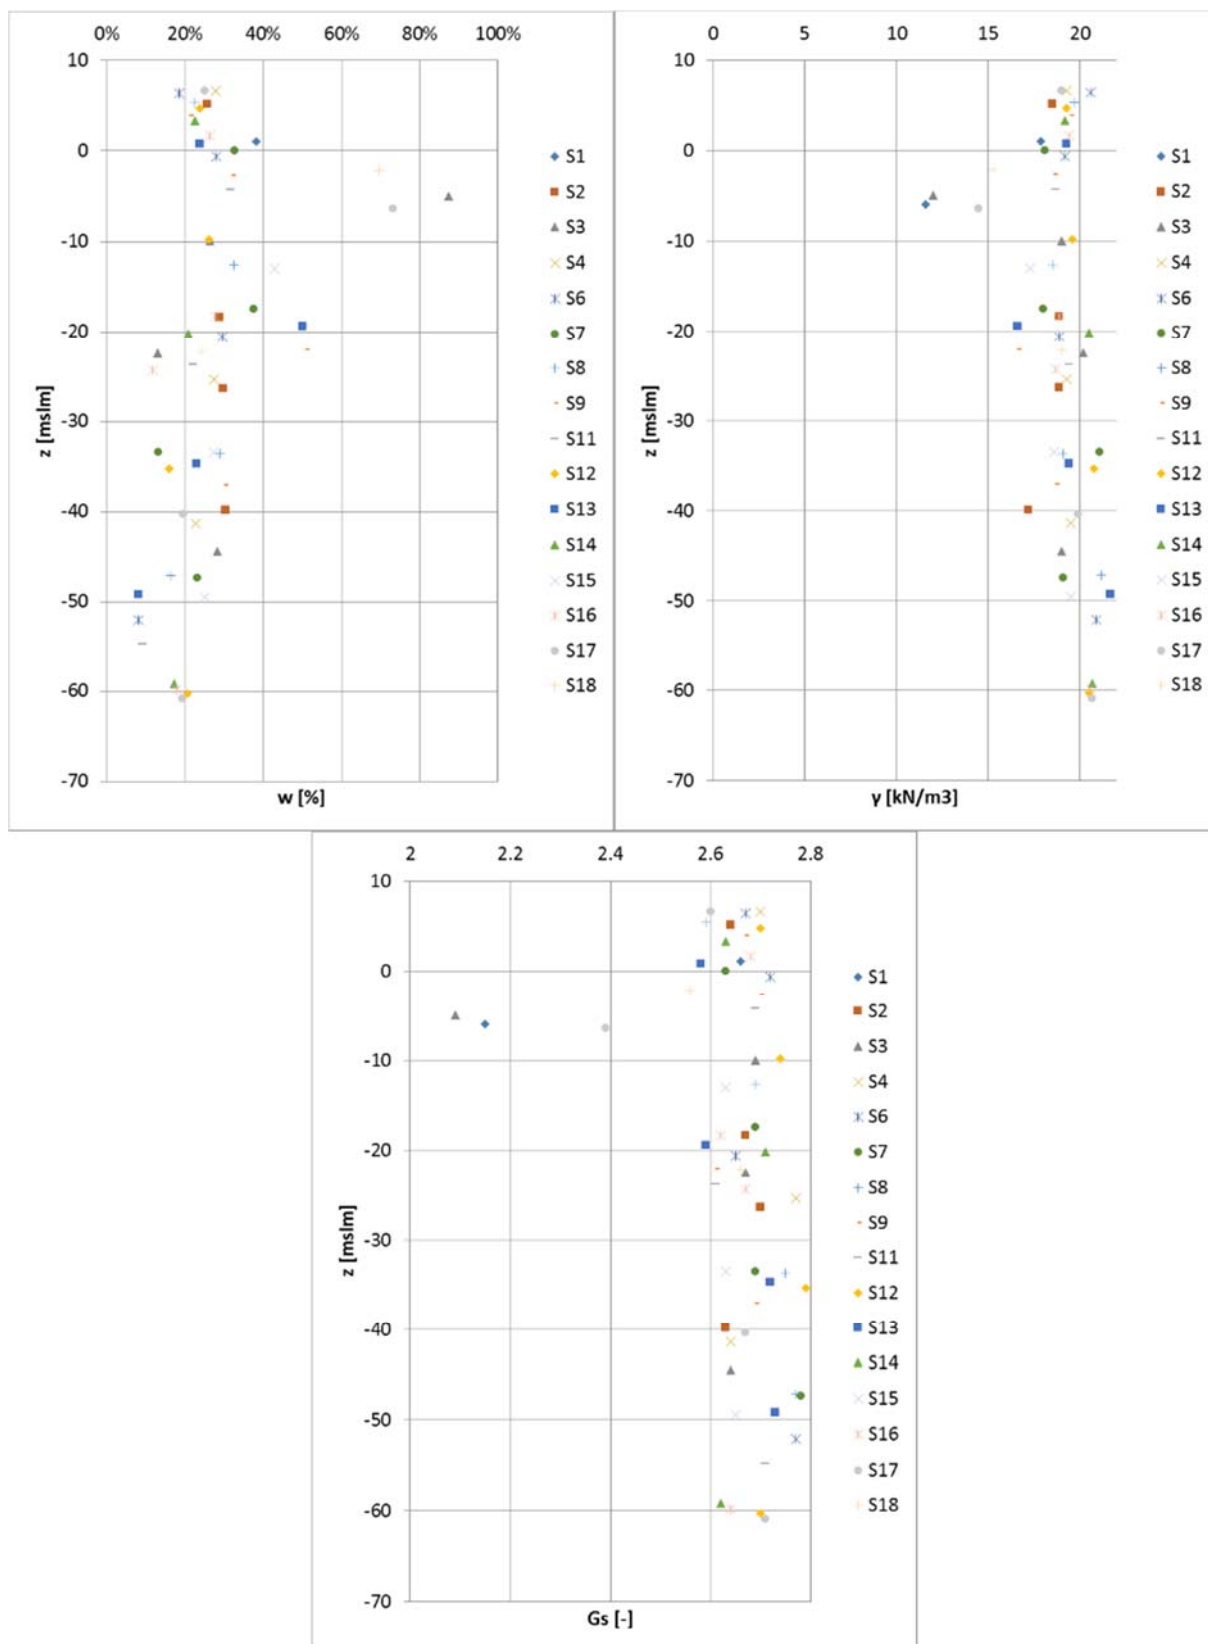 0% 20% 40% 60% 80% 100%
10
0
-10
-20
-30
-40
-50
-60
-70
z [mslm]
w [%]
S1
S2
S3
S4
S6
S7
S8
S9
S11
S12
S13
S14
S15
S16
S17
S18
0 5 10 15 20
10
0
-10
-20
-30
-40
-50
-60
-70
z [mslm]
γ [kN/m3]
S1
S2
S3
S4
S6
S7
S8
S9
S11
S12
S13
S14
S15
S16
S17
S18
2 2.2 2.4 2.6 2.8
10
0
-10
-20
-30
-40
-50
-60
-70
z [mslm]
Gs [-]
S1
S2
S3
S4
S6
S7
S8
S9
S11
S12
S13
S14
S15
S16
S17
S18